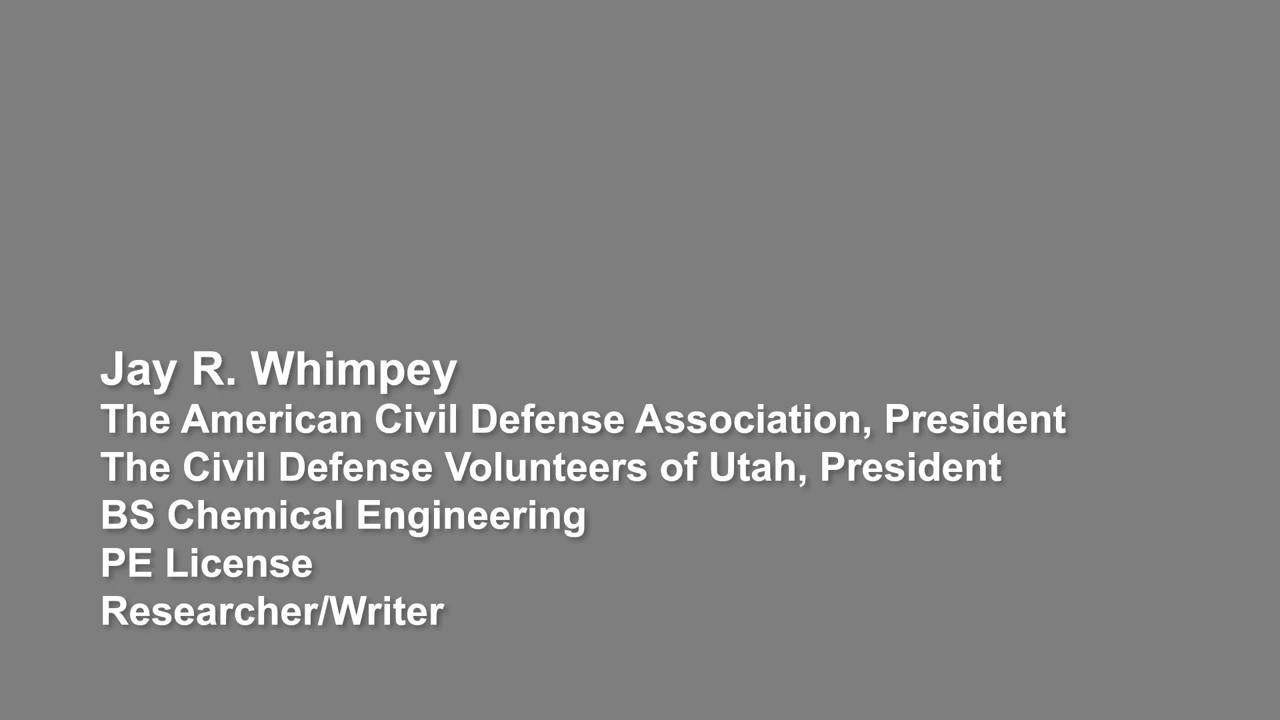 Jay R. Whimpey
The American Civil Defense Association, President
The Civil Defense Volunteers of Utah, President
BS Chemical Engineering
PE License
Researcher/Writer